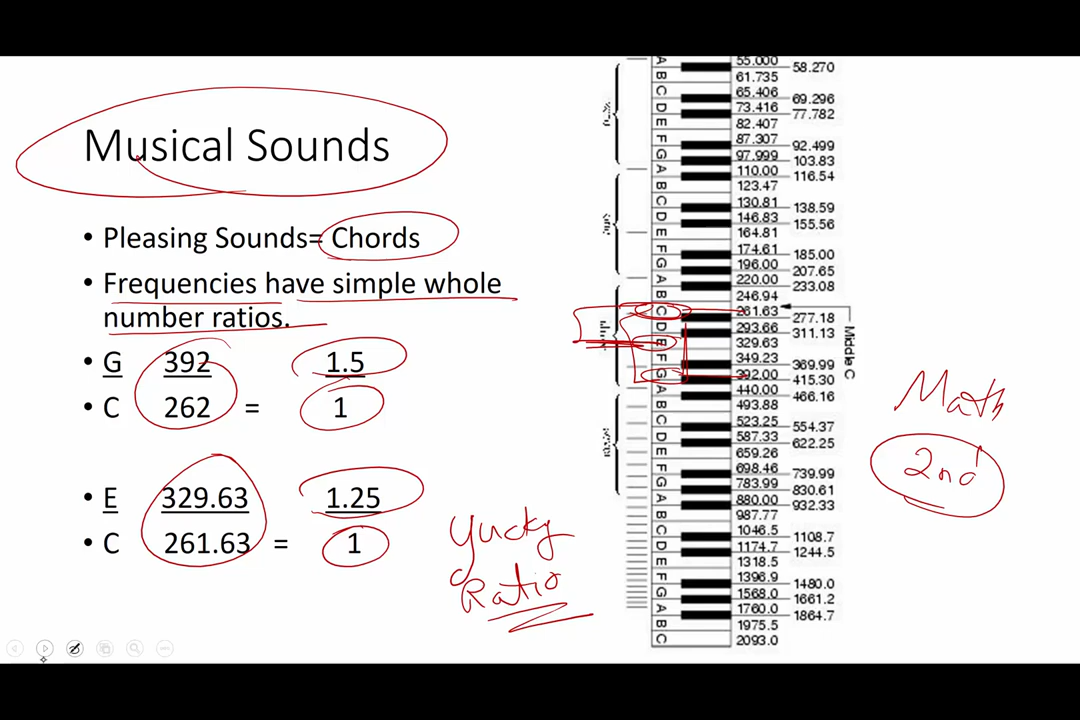 Musical Sounds
• Pleasing Sounds= Chords
• Frequencies have simple whole
number ratios.
• G 392 1.5
• C 262 = 1
• E 329.63 1.25
• C 261.63 = 1
Yucky
Ratio
A 55.000 58.270
B 61.735
C 65.406 69.296
D 73.416 77.782
E 82.407
F 87.307 92.499
G 97.999 103.83
A 110.00 116.54
B 123.47
C 130.81 138.59
D 146.83 155.56
E 164.81
F 174.61 185.00
G 196.00 207.65
A 220.00 233.08
B 246.94
C 261.63 277.18
D 293.66 311.13
E 329.63
F 349.23 369.99
G 392.00 415.30
A 440.00 466.16
B 493.88
C 523.25 554.37
D 587.33 622.25
E 659.26
F 698.46 739.99
G 783.99 830.61
A 880.00 932.33
B 987.77
C 1046.5 1108.7
D 1174.7 1244.5
E 1318.5
F 1396.9 1480.0
G 1568.0 1661.2
A 1760.0 1864.7
B 1975.5
C 2093.0
Middle C
Math
2nd